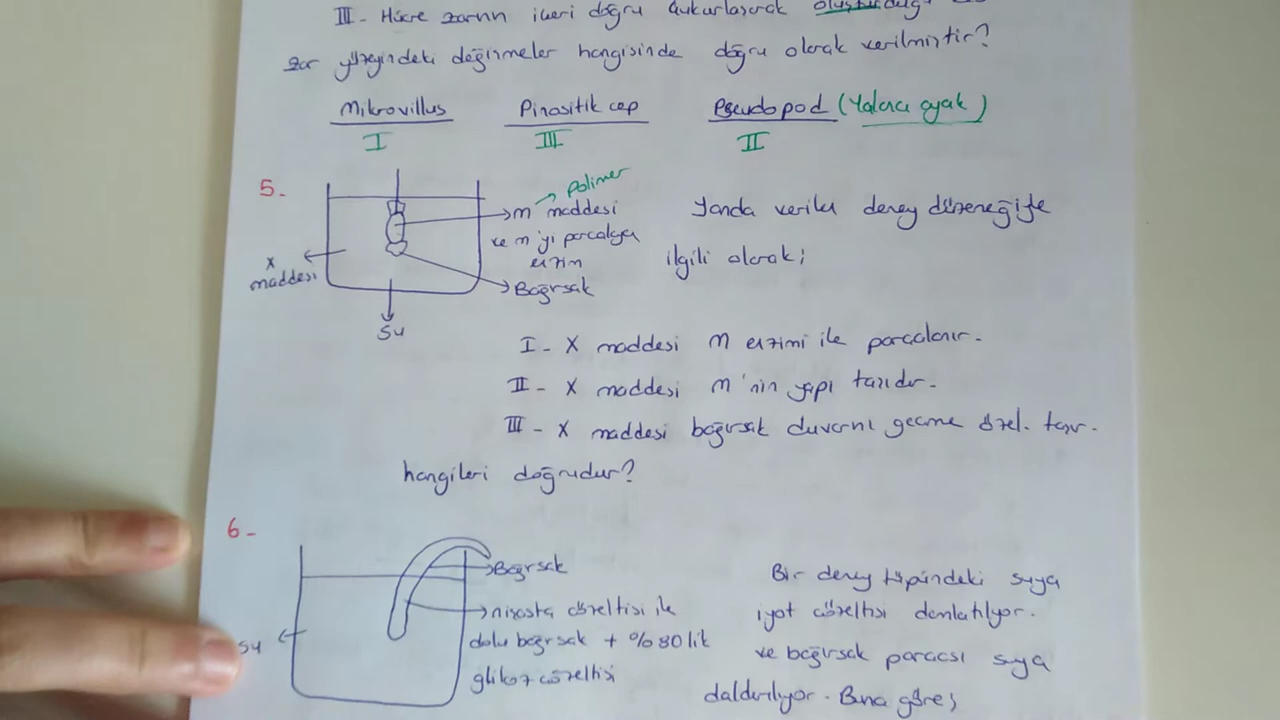 III - Hücre zarının içeri doğru çukurlaşarak oluşturduğu
zar yüzeyindeki değişmeler hangisinde doğru olarak verilmiştir?
Mikrovillus Pinositik cep Pseudopod (Yalancı ayak)
I III II
5-
polimer
m maddesi
ve m'yi parçalayan
enzim
Bağırsak
x
maddesi
Su
Yanda verilen deney düzeneğiyle
ilgili olarak;
I - X maddesi m enzimi ile parçalanır.
II - X maddesi m'nin yapı taşıdır.
III - X maddesi bağırsak duvarını geçme özel. taşır.
hangileri doğrudur?
6-
Bağırsak
nişasta çözeltisi ile
dolu bağırsak + %80 lik
glikoz çözeltisi
su
Bir deney tüpündeki suya
iyot çözeltisi damlatılıyor.
ve bağırsak parçası suya
daldırılıyor. Buna göre;